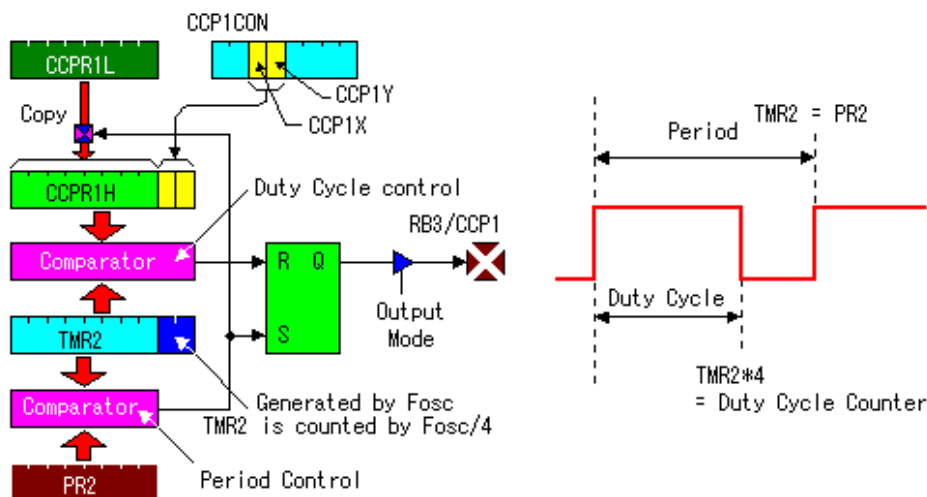 CCP1CON
CCPR1L
CCP1Y
CCP1X
Copy
CCPR1H
Duty Cycle control
Comparator
R Q
S
RB3/CCP1
Output
Mode
TMR2
Generated by Fosc
TMR2 is counted by Fosc/4
Comparator
Period Control
PR2
TMR2 = PR2
Period
Duty Cycle
TMR2*4
= Duty Cycle Counter